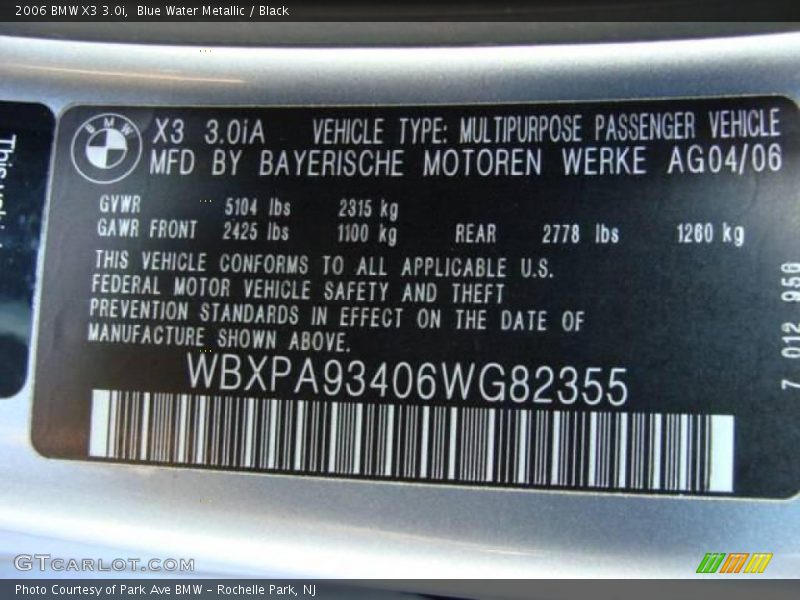 2006 BMW X3 3.0i,  Blue Water Metallic / Black
BMW
X3 3.0iA VEHICLE TYPE: MULTIPURPOSE PASSENGER VEHICLE
MFD BY BAYERISCHE MOTOREN WERKE AG04/06
GVWR 5104 lbs 2315 kg
GAWR FRONT 2425 lbs 1100 kg REAR 2778 lbs 1260 kg
THIS VEHICLE CONFORMS TO ALL APPLICABLE U.S.
FEDERAL MOTOR VEHICLE SAFETY AND THEFT
PREVENTION STANDARDS IN EFFECT ON THE DATE OF
MANUFACTURE SHOWN ABOVE.
WBXPA93406WG82355
7 012 950
This
GTCARLOT.COM
Photo Courtesy of Park Ave BMW - Rochelle Park, NJ